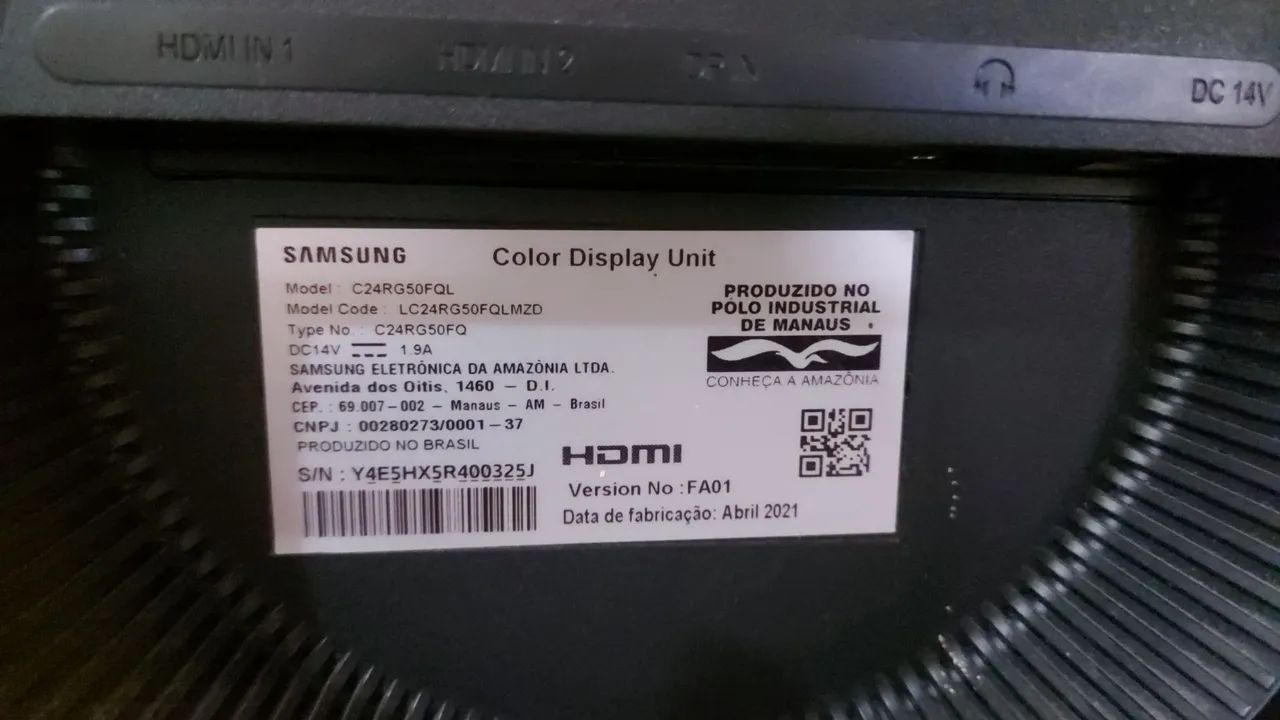 HDMI IN 1
HDMI IN 2
DC 14V
SAMSUNG
Color Display Unit
Model : C24RG50FQL
Model Code : LC24RG50FQLMZD
Type No. : C24RG50FQ
DC14V 1.9A
SAMSUNG ELETRÔNICA DA AMAZÔNIA LTDA.
Avenida dos Oitis, 1460 – D.I.
CEP. : 69.007–002 – Manaus – AM – Brasil
CNPJ : 00280273/0001–37
PRODUZIDO NO BRASIL
S/N : Y4E5HX5R400325J
PRODUZIDO NO
PÓLO INDUSTRIAL
DE MANAUS
CONHEÇA A AMAZÔNIA
HDMI
Version No :FA01
Data de fabricação: Abril 2021